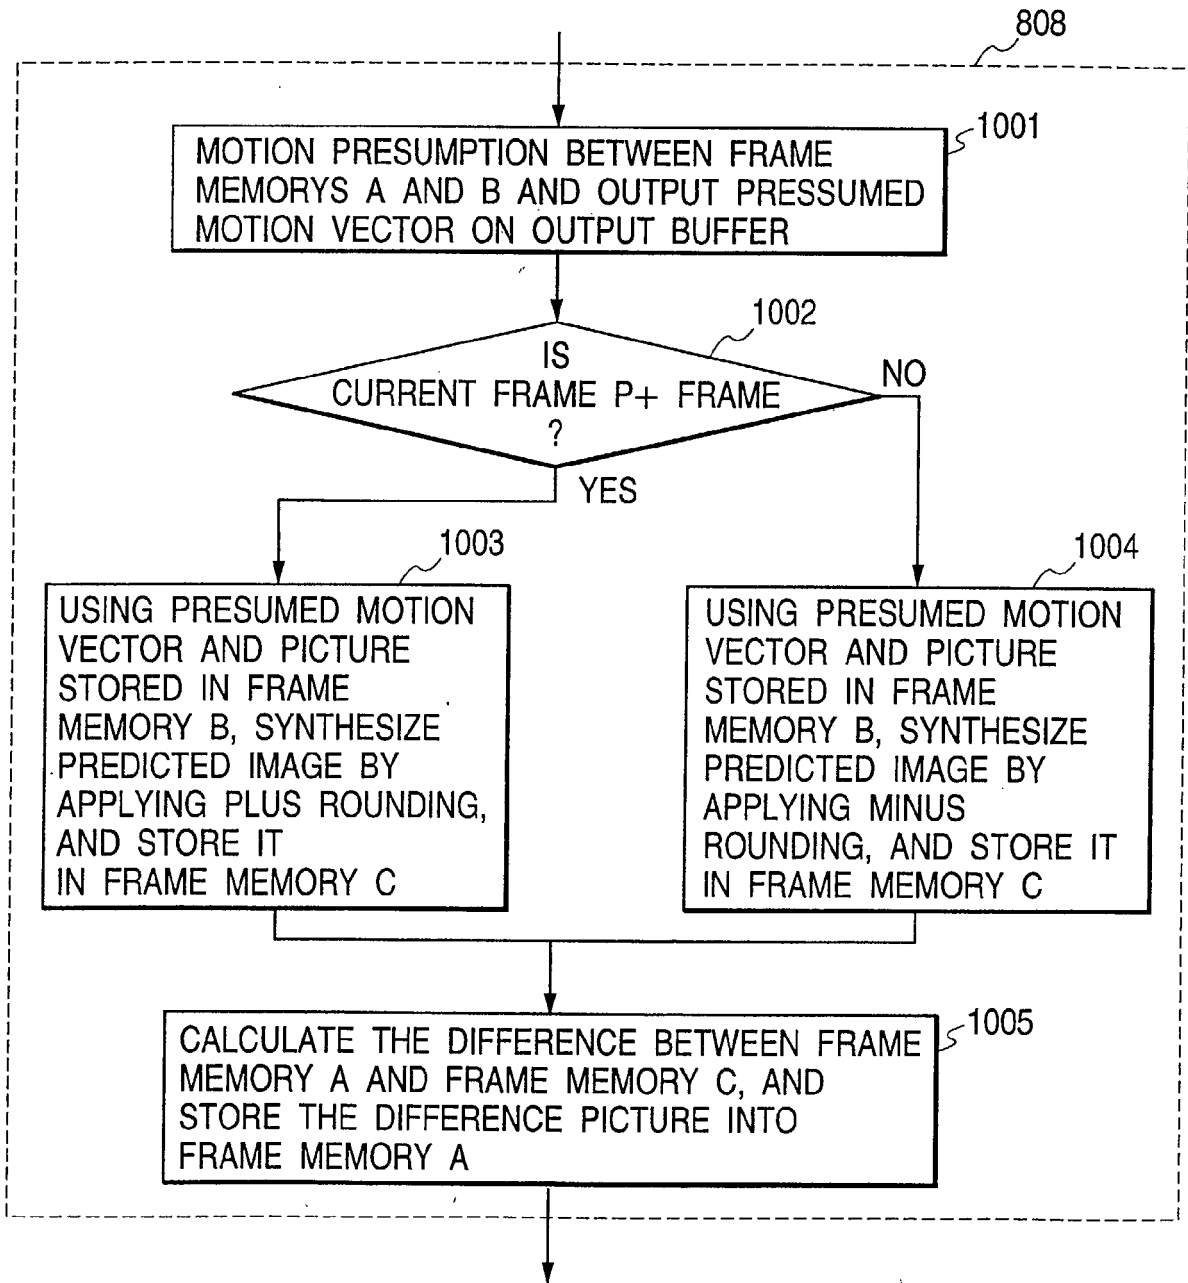 808
1001
MOTION PRESUMPTION BETWEEN FRAME
MEMORYS A AND B AND OUTPUT PRESSUMED
MOTION VECTOR ON OUTPUT BUFFER
1002
IS
CURRENT FRAME P+ FRAME
?
NO
YES
1003
USING PRESUMED MOTION
VECTOR AND PICTURE
STORED IN FRAME
MEMORY B, SYNTHESIZE
PREDICTED IMAGE BY
APPLYING PLUS ROUNDING,
AND STORE IT
IN FRAME MEMORY C
1004
USING PRESUMED MOTION
VECTOR AND PICTURE
STORED IN FRAME
MEMORY B, SYNTHESIZE
PREDICTED IMAGE BY
APPLYING MINUS
ROUNDING, AND STORE IT
IN FRAME MEMORY C
1005
CALCULATE THE DIFFERENCE BETWEEN FRAME
MEMORY A AND FRAME MEMORY C, AND
STORE THE DIFFERENCE PICTURE INTO
FRAME MEMORY A